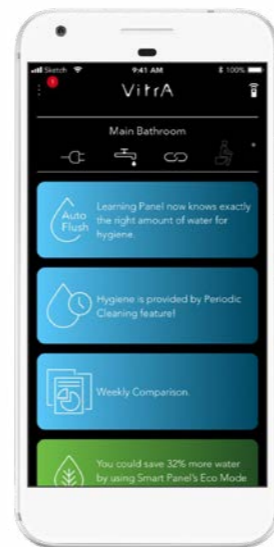 Sketch 9:41 AM 100%
VitrA
Main Bathroom
Auto
Flush
Learning Panel now knows exactly
the right amount of water for
hygiene.
Hygiene is provided by Periodic
Cleaning feature!
Weekly Comparison.
You could save 32% more water
by using Smart Panel's Eco Mode